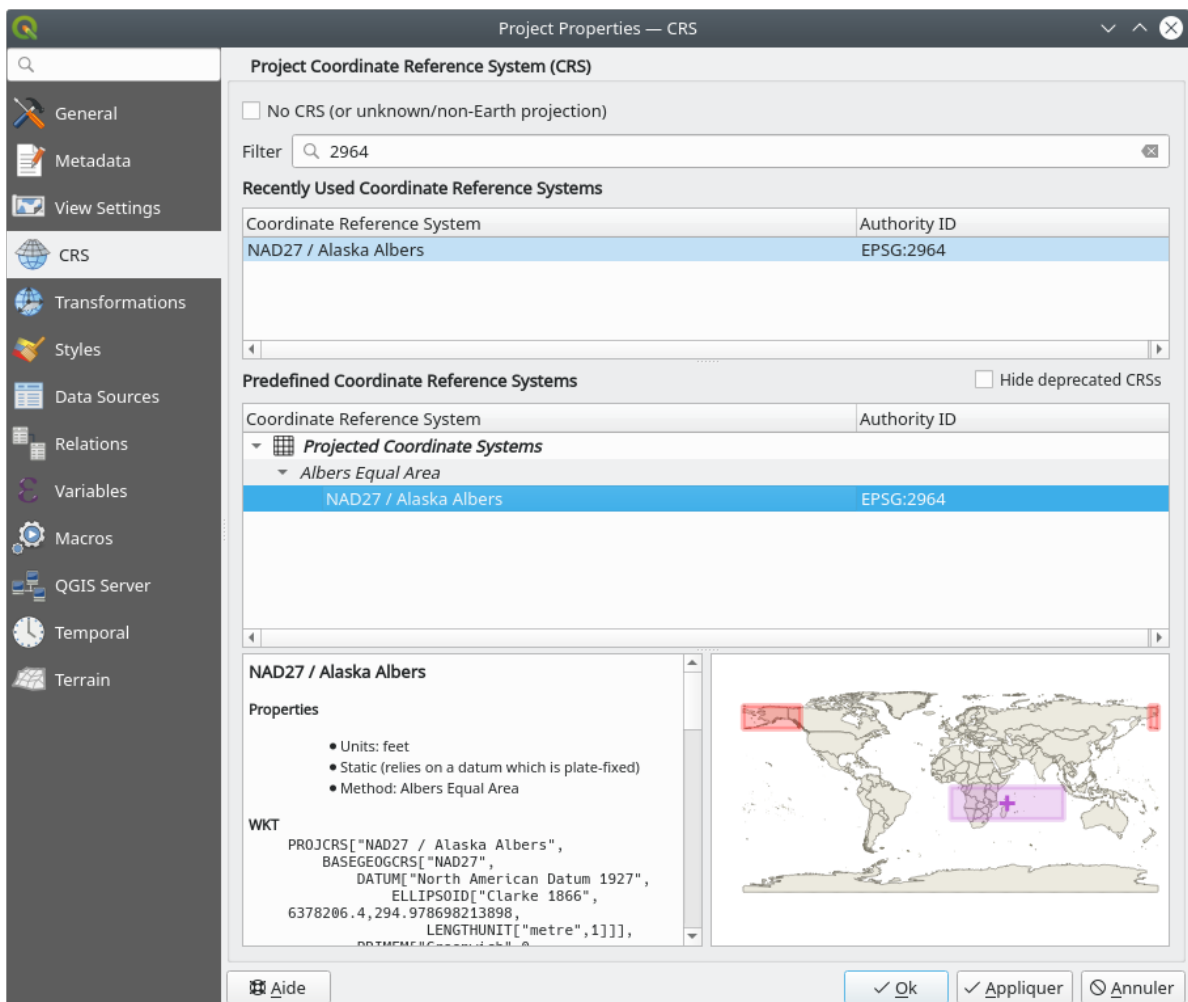 Project Properties — CRS
General
Metadata
View Settings
CRS
Transformations
Styles
Data Sources
Relations
Variables
Macros
QGIS Server
Temporal
Terrain
Project Coordinate Reference System (CRS)
No CRS (or unknown/non-Earth projection)
Filter 2964
Recently Used Coordinate Reference Systems
Coordinate Reference System Authority ID
NAD27 / Alaska Albers EPSG:2964
Predefined Coordinate Reference Systems Hide deprecated CRSs
Coordinate Reference System Authority ID
Projected Coordinate Systems
Albers Equal Area
NAD27 / Alaska Albers EPSG:2964
NAD27 / Alaska Albers
Properties
● Units: feet
● Static (relies on a datum which is plate-fixed)
● Method: Albers Equal Area
WKT
PROJCRS["NAD27 / Alaska Albers",
BASEGEOGCRS["NAD27",
DATUM["North American Datum 1927",
ELLIPSOID["Clarke 1866",
6378206.4,294.978698213898,
LENGTHUNIT["metre",1]]],
Aide Ok Appliquer Annuler